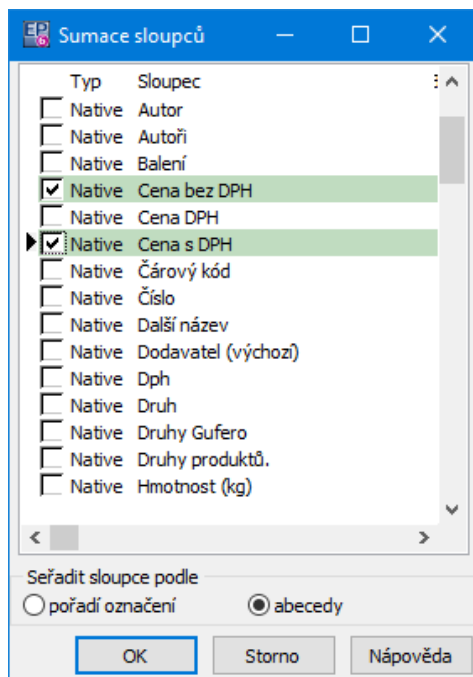 Sumace sloupců
Typ Sloupec
Native Autor
Native Autoři
Native Balení
Native Cena bez DPH
Native Cena DPH
Native Cena s DPH
Native Čárový kód
Native Číslo
Native Další název
Native Dodavatel (výchozí)
Native Dph
Native Druh
Native Druhy Gufero
Native Druhy produktů.
Native Hmotnost (kg)
Seřadit sloupce podle
pořadí označení abecedy
OK Storno Nápověda